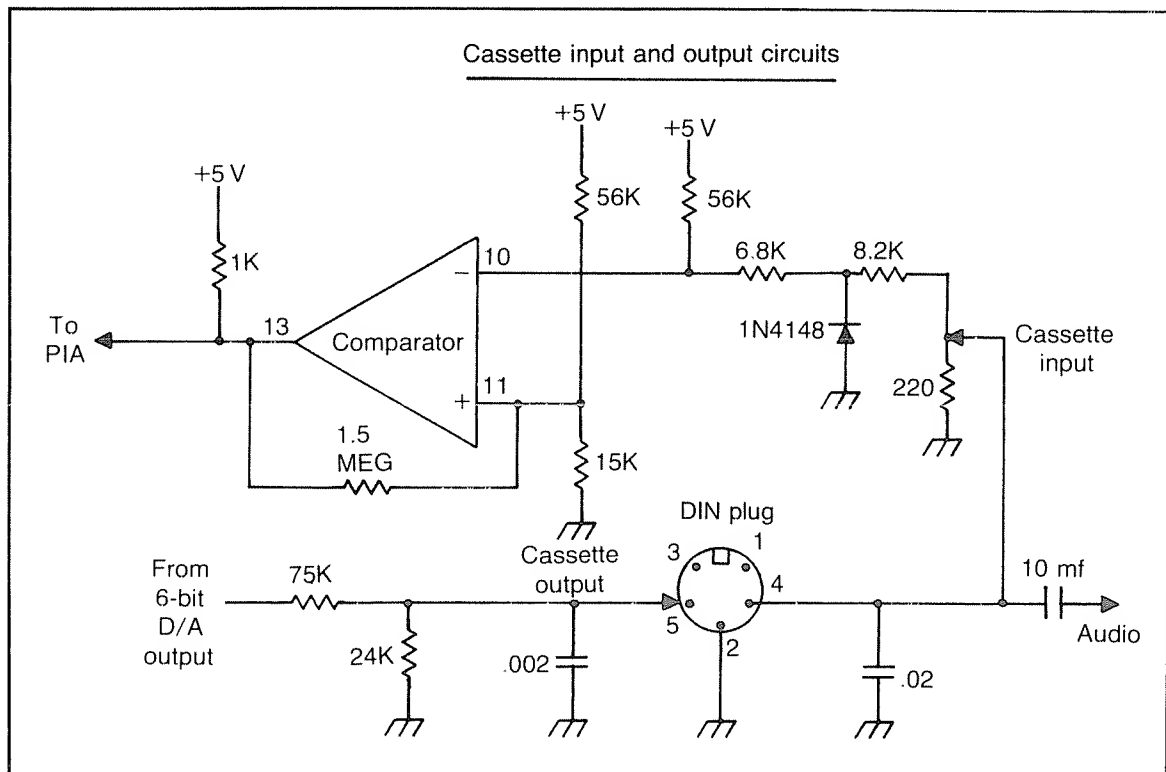 Cassette input and output circuits
+5 V
+5 V
+5 V
56K
56K
1K
10
6.8K
8.2K
−
To
PIA
13
Comparator
1N4148
Cassette
input
+
11
220
1.5
MEG
15K
DIN plug
Cassette
output
3
1
4
5
2
10 mf
From
6-bit
D/A
output
75K
24K
.002
.02
Audio